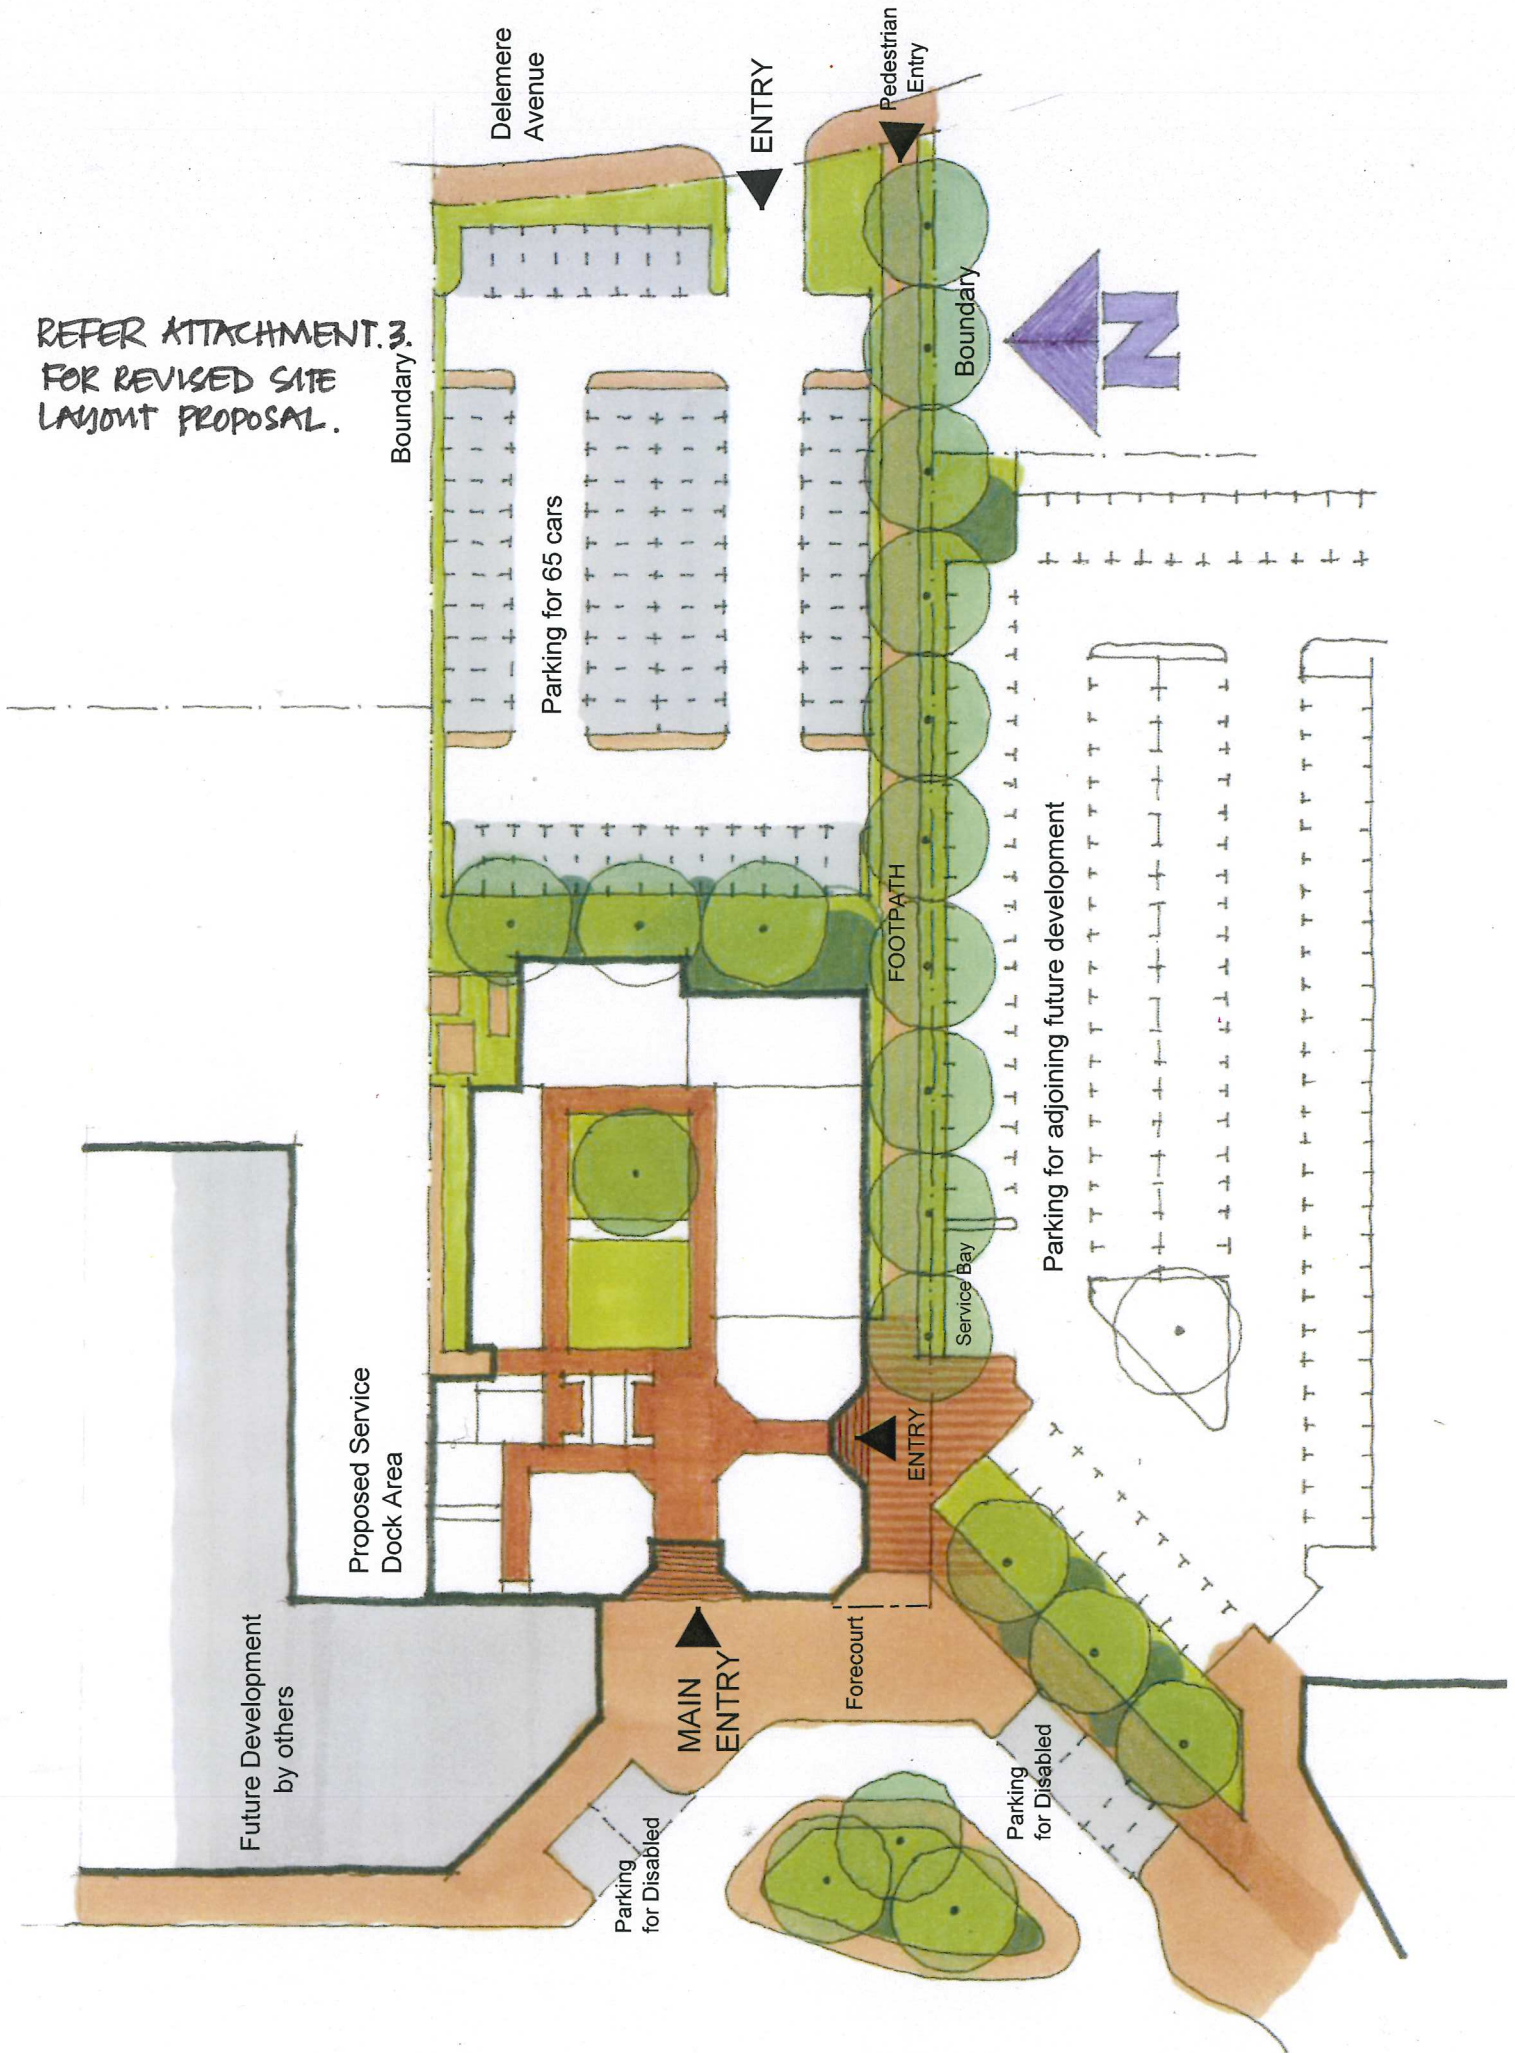 REFER ATTACHMENT.3.
FOR REVISED SITE
LAYOUT PROPOSAL.
Delemere
Avenue
ENTRY
Pedestrian
Entry
Boundary
Boundary
N
Parking for 65 cars
FOOTPATH
Parking for adjoining future development
Service Bay
Proposed Service
Dock Area
ENTRY
Future Development
by others
MAIN
ENTRY
Forecourt
Parking
for Disabled
Parking
for Disabled